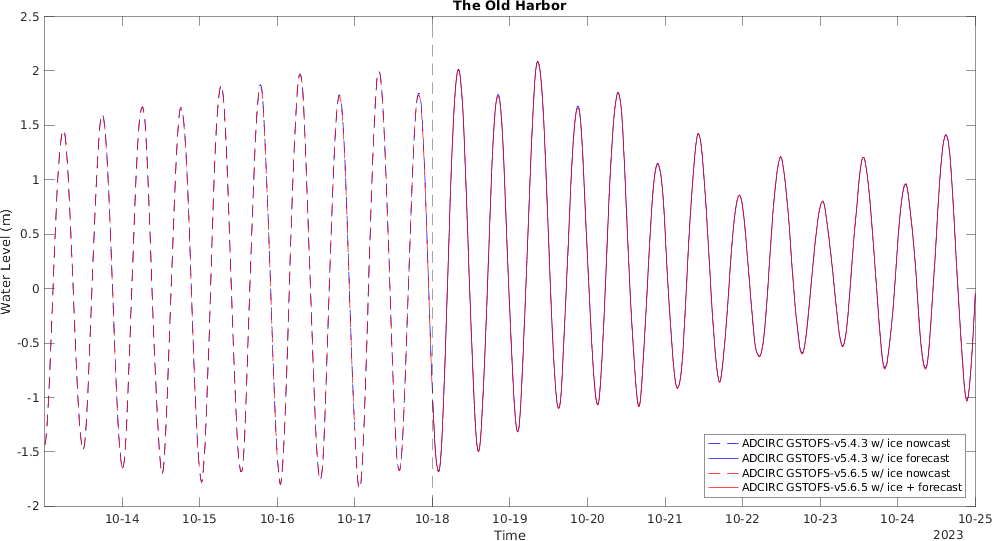 The Old Harbor
2.5
2
1.5
1
0.5
0
-0.5
-1
-1.5
-2
Water Level (m)
ADCIRC GSTOFS-v5.4.3 w/ ice nowcast
ADCIRC GSTOFS-v5.4.3 w/ ice forecast
ADCIRC GSTOFS-v5.6.5 w/ ice nowcast
ADCIRC GSTOFS-v5.6.5 w/ ice + forecast
10-14 10-15 10-16 10-17 10-18 10-19 10-20 10-21 10-22 10-23 10-24 10-25
Time
2023